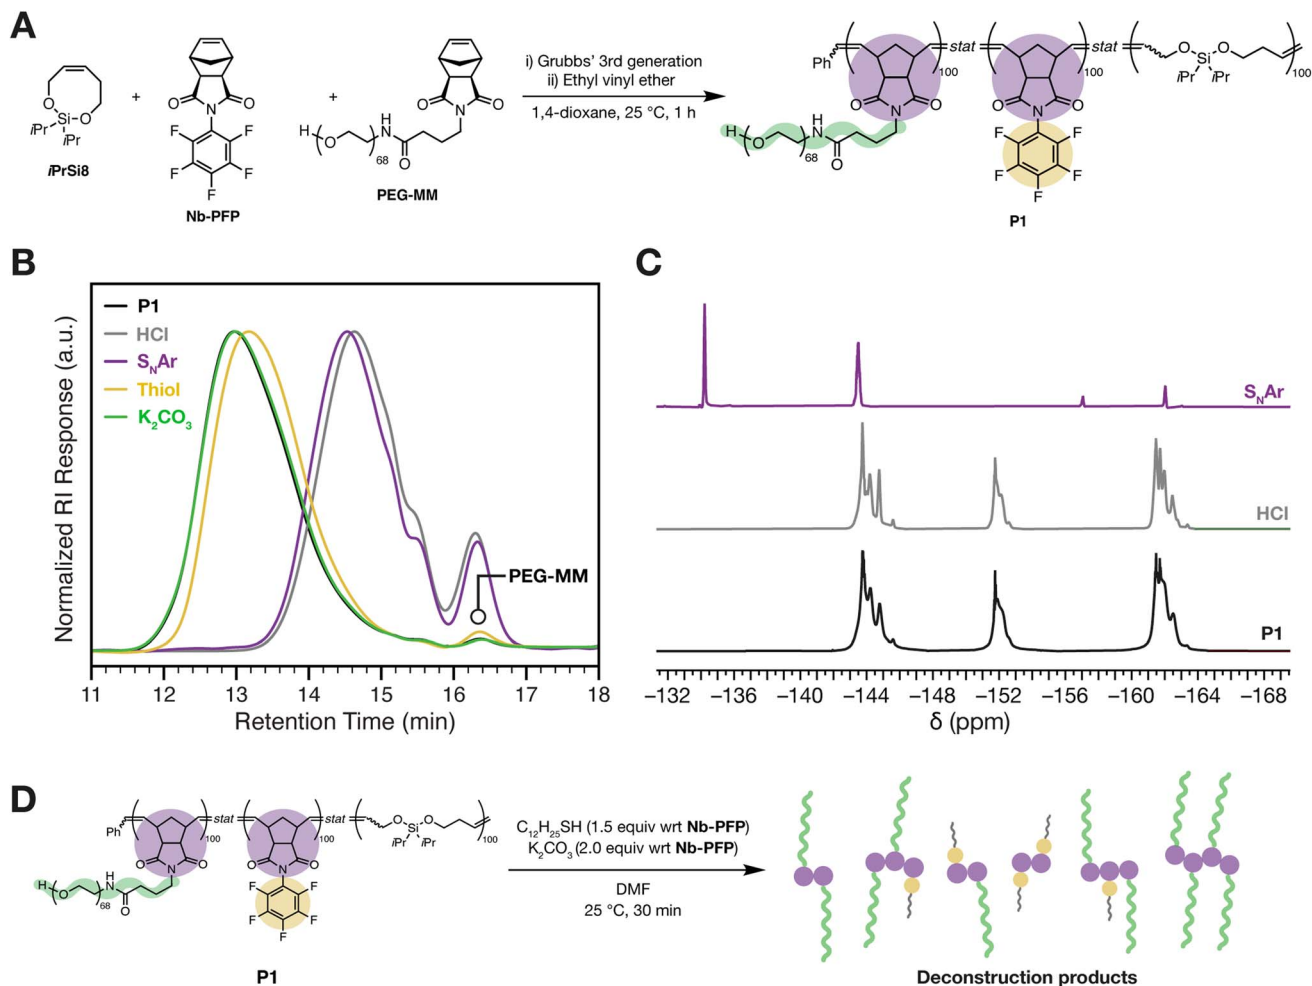 A
O
O
Si
iPr
iPr
iPrSi8
+
O
N
O
F
F
F
F
F
Nb-PFP
+
H
O
68
H
N
O
O
N
O
PEG-MM
i) Grubbs' 3rd generation
ii) Ethyl vinyl ether
1,4-dioxane, 25 °C, 1 h
Ph
100
stat
100
stat
O
Si
O
iPr
iPr
100
O
N
O
O
N
O
H
O
68
H
N
O
F
F
F
F
F
P1
B
Normalized RI Response (a.u.)
P1
HCl
SNAr
Thiol
K2CO3
PEG-MM
11 12 13 14 15 16 17 18
Retention Time (min)
C
SNAr
HCl
P1
−132 −136 −140 −144 −148 −152 −156 −160 −164 −168
δ (ppm)
D
Ph
100
stat
100
stat
O
Si
O
iPr
iPr
100
O
N
O
O
N
O
H
O
68
H
N
O
F
F
F
F
F
P1
C12H25SH (1.5 equiv wrt Nb-PFP)
K2CO3 (2.0 equiv wrt Nb-PFP)
DMF
25 °C, 30 min
Deconstruction products